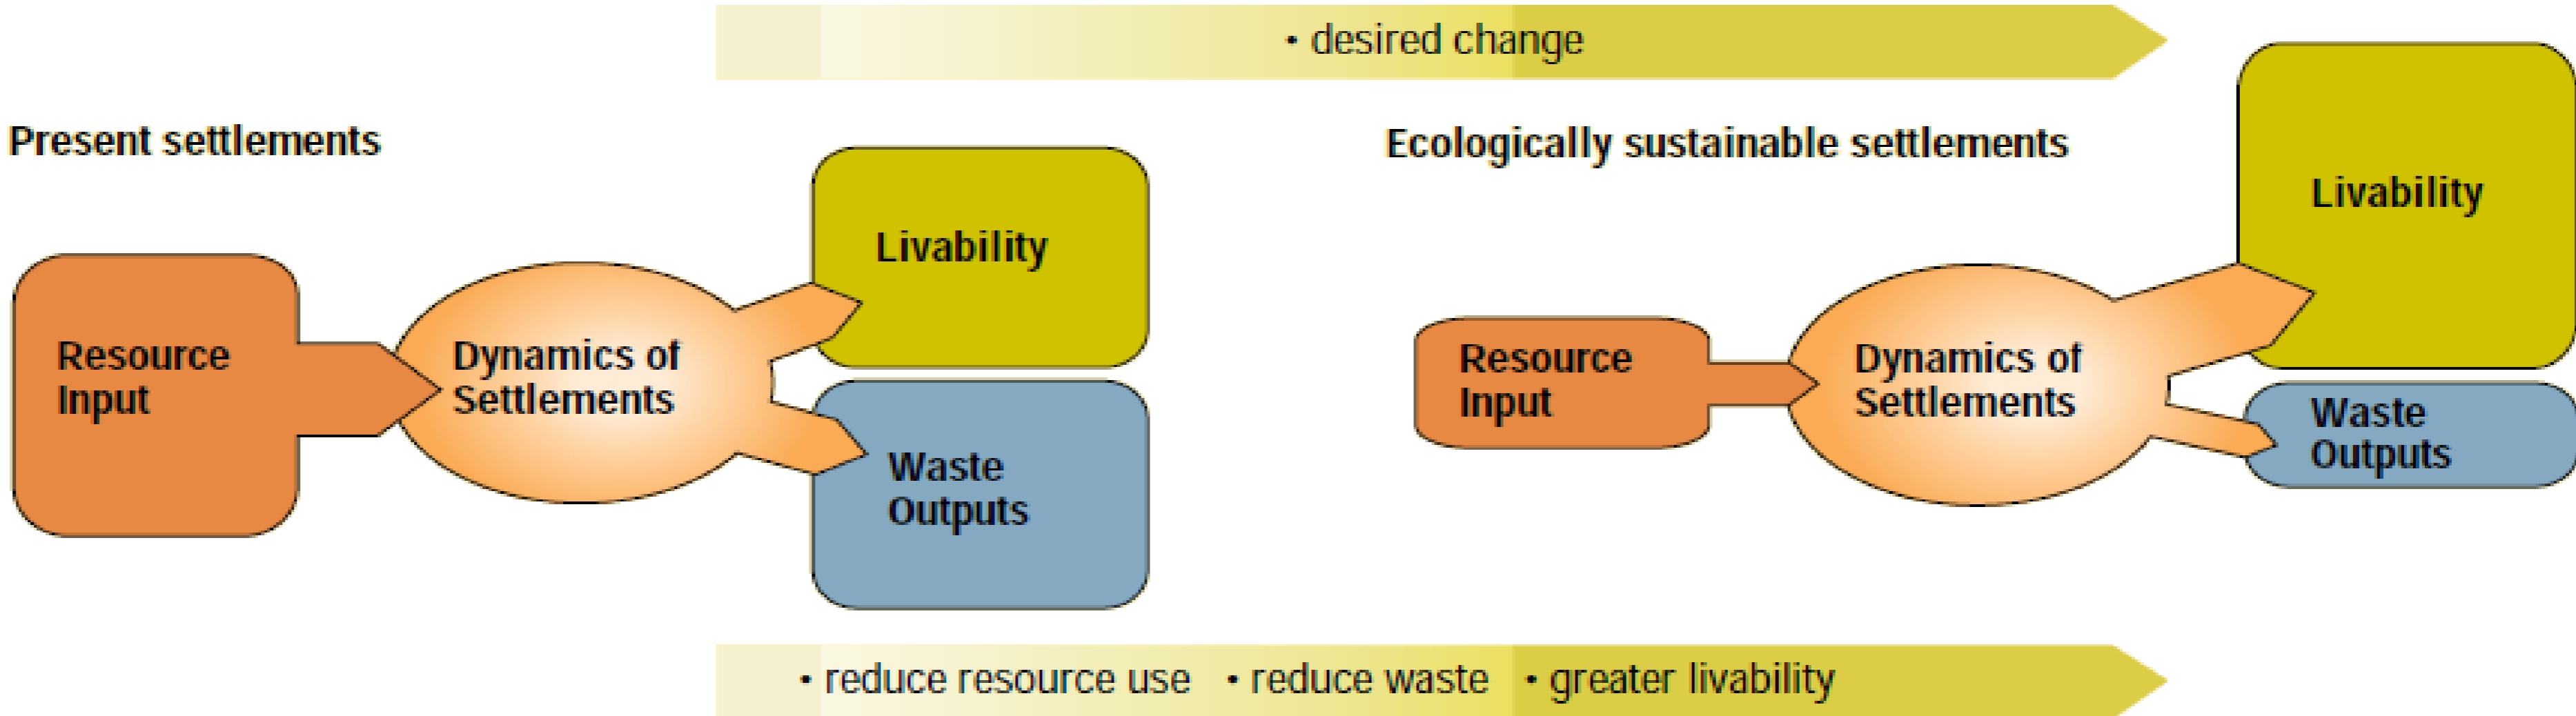 • desired change
Present settlements
Ecologically sustainable settlements
Livability
Resource
Input
Dynamics of
Settlements
Waste
Outputs
Livability
Resource
Input
Dynamics of
Settlements
Waste
Outputs
• reduce resource use • reduce waste • greater livability